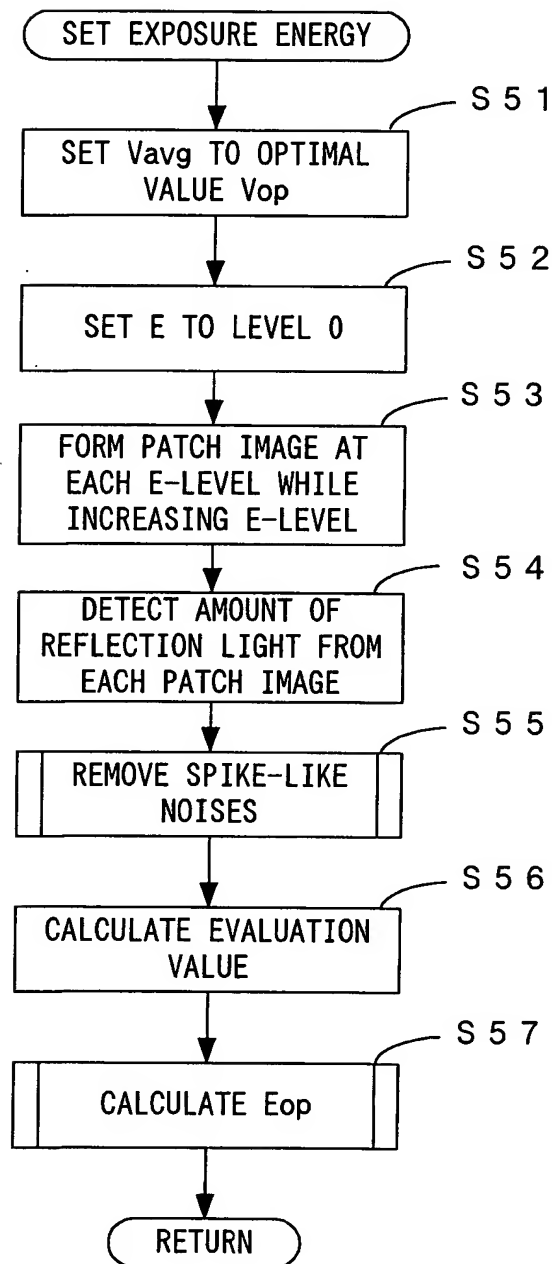 SET EXPOSURE ENERGY
S51
SET Vavg TO OPTIMAL
VALUE Vop
S52
SET E TO LEVEL 0
S53
FORM PATCH IMAGE AT
EACH E-LEVEL WHILE
INCREASING E-LEVEL
S54
DETECT AMOUNT OF
REFLECTION LIGHT FROM
EACH PATCH IMAGE
S55
REMOVE SPIKE-LIKE
NOISES
S56
CALCULATE EVALUATION
VALUE
S57
CALCULATE Eop
RETURN